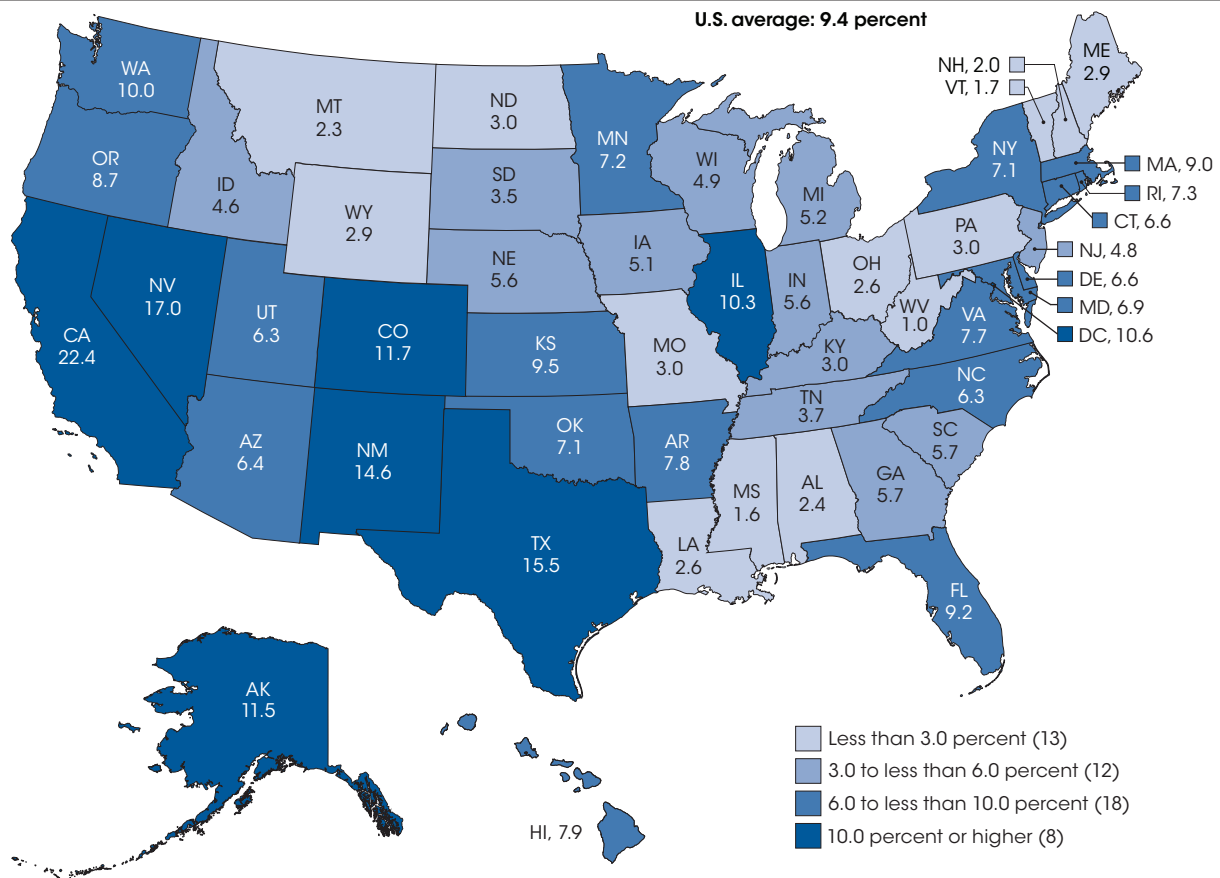 U.S. average: 9.4 percent
WA
10.0
MT
2.3
ND
3.0
MN
7.2
ME
2.9
NH, 2.0
VT, 1.7
OR
8.7
ID
4.6
SD
3.5
WI
4.9
MI
5.2
NY
7.1
MA, 9.0
RI, 7.3
CT, 6.6
WY
2.9
NE
5.6
IA
5.1
PA
3.0
NJ, 4.8
DE, 6.6
MD, 6.9
DC, 10.6
CA
22.4
NV
17.0
UT
6.3
CO
11.7
KS
9.5
MO
3.0
IL
10.3
IN
5.6
OH
2.6
WV
1.0
VA
7.7
KY
3.0
NC
6.3
TN
3.7
SC
5.7
AZ
6.4
NM
14.6
OK
7.1
AR
7.8
MS
1.6
AL
2.4
GA
5.7
TX
15.5
LA
2.6
FL
9.2
AK
11.5
HI, 7.9
Less than 3.0 percent (13)
3.0 to less than 6.0 percent (12)
6.0 to less than 10.0 percent (18)
10.0 percent or higher (8)